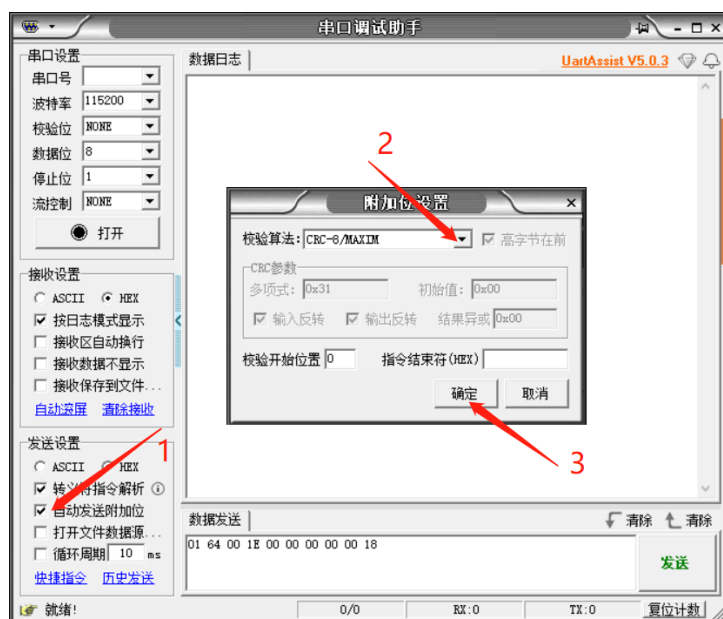 串口调试助手
串口设置
串口号
波特率 115200
校验位 NONE
数据位 8
停止位 1
流控制 NONE
打开
接收设置
ASCII HEX
按日志模式显示
接收区自动换行
接收数据不显示
接收保存到文件...
自动滚屏 清除接收
发送设置
ASCII HEX
转义符指令解析
自动发送附加位
打开文件数据源...
循环周期 10 ms
快捷指令 历史发送
数据日志
UartAssist V5.0.3
附加位设置
校验算法: CRC-8/MAXIM 高字节在前
CRC参数
多项式: 0x31 初始值: 0x00
输入反转 输出反转 结果异或 0x00
校验开始位置 0 指令结束符(HEX)
确定 取消
1
2
3
数据发送 清除 清除
01 64 00 1E 00 00 00 00 00 18
发送
就绪! 0/0 RX:0 TX:0 复位计数